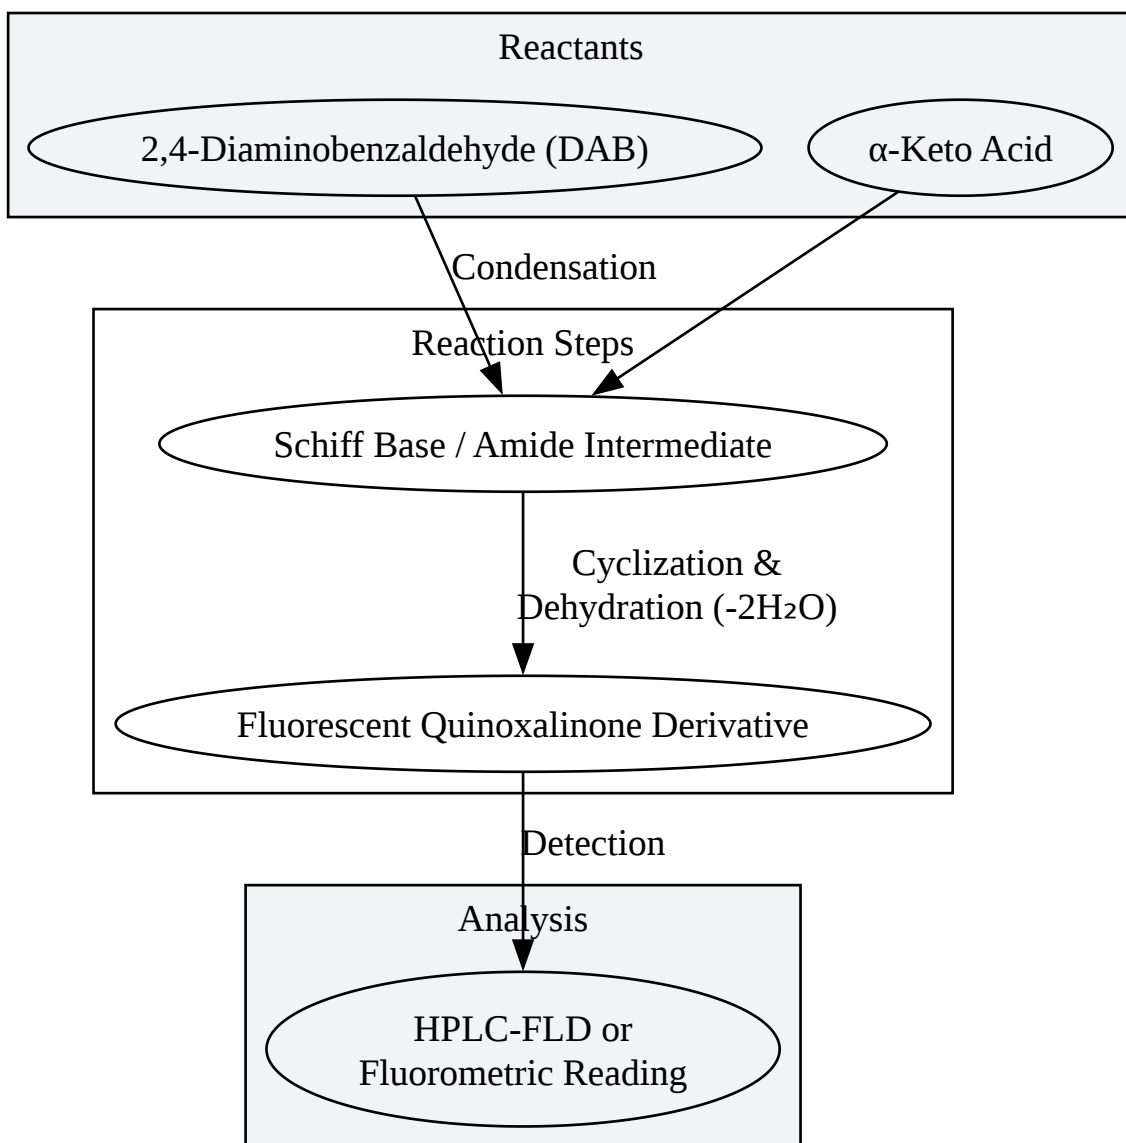 Reactants
2,4-Diaminobenzaldehyde (DAB)
α-Keto Acid
Condensation
Reaction Steps
Schiff Base / Amide Intermediate
Cyclization &
Dehydration (-2H₂O)
Fluorescent Quinoxalinone Derivative
Detection
Analysis
HPLC-FLD or
Fluorometric Reading